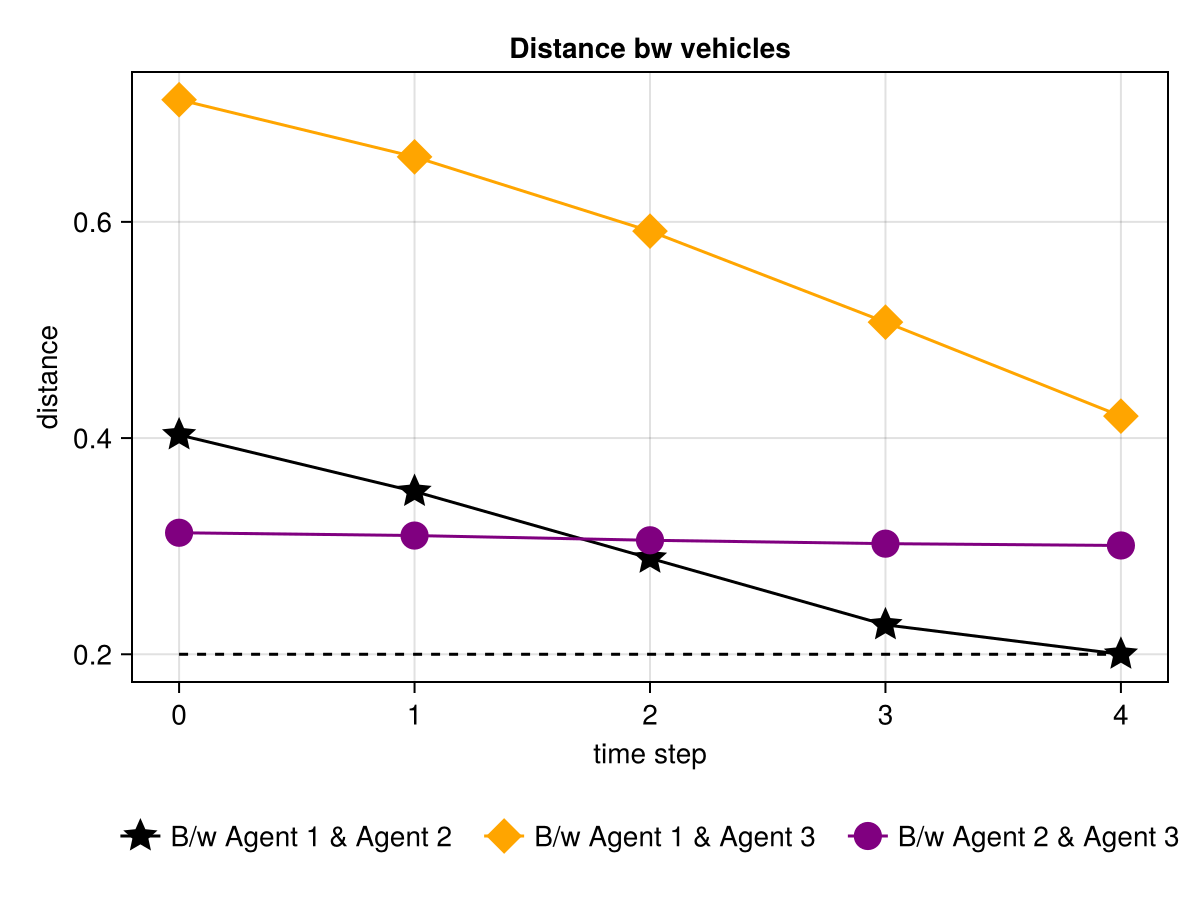 Distance bw vehicles
0.6
0.4
0.2
distance
0 1 2 3 4
time step
B/w Agent 1 & Agent 2 B/w Agent 1 & Agent 3 B/w Agent 2 & Agent 3